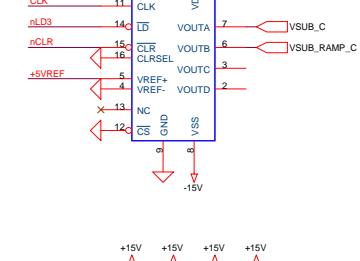 CLK 11 CLK VD
nLD3 14 LD VOUTA 7 VSUB_C
nCLR 15 CLR VOUTB 6 VSUB_RAMP_C
16 CLRSEL
VOUTC 3
+5VREF 5 VREF+
4 VREF- VOUTD 2
13 NC
12 CS GND VSS
9 8
-15V
+15V +15V +15V +15V